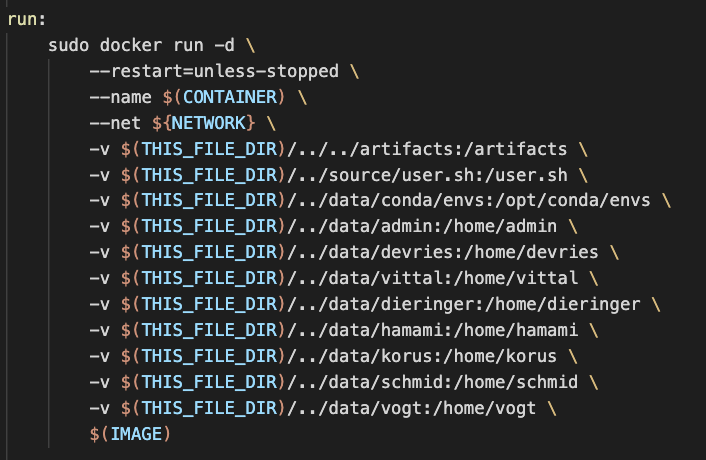 run:
    sudo docker run -d \
        --restart=unless-stopped \
        --name $(CONTAINER) \
        --net ${NETWORK} \
        -v $(THIS_FILE_DIR)/../../artifacts:/artifacts \
        -v $(THIS_FILE_DIR)/../source/user.sh:/user.sh \
        -v $(THIS_FILE_DIR)/../data/conda/envs:/opt/conda/envs \
        -v $(THIS_FILE_DIR)/../data/admin:/home/admin \
        -v $(THIS_FILE_DIR)/../data/devries:/home/devries \
        -v $(THIS_FILE_DIR)/../data/vittal:/home/vittal \
        -v $(THIS_FILE_DIR)/../data/dieringer:/home/dieringer \
        -v $(THIS_FILE_DIR)/../data/hamami:/home/hamami \
        -v $(THIS_FILE_DIR)/../data/korus:/home/korus \
        -v $(THIS_FILE_DIR)/../data/schmid:/home/schmid \
        -v $(THIS_FILE_DIR)/../data/vogt:/home/vogt \
        $(IMAGE)